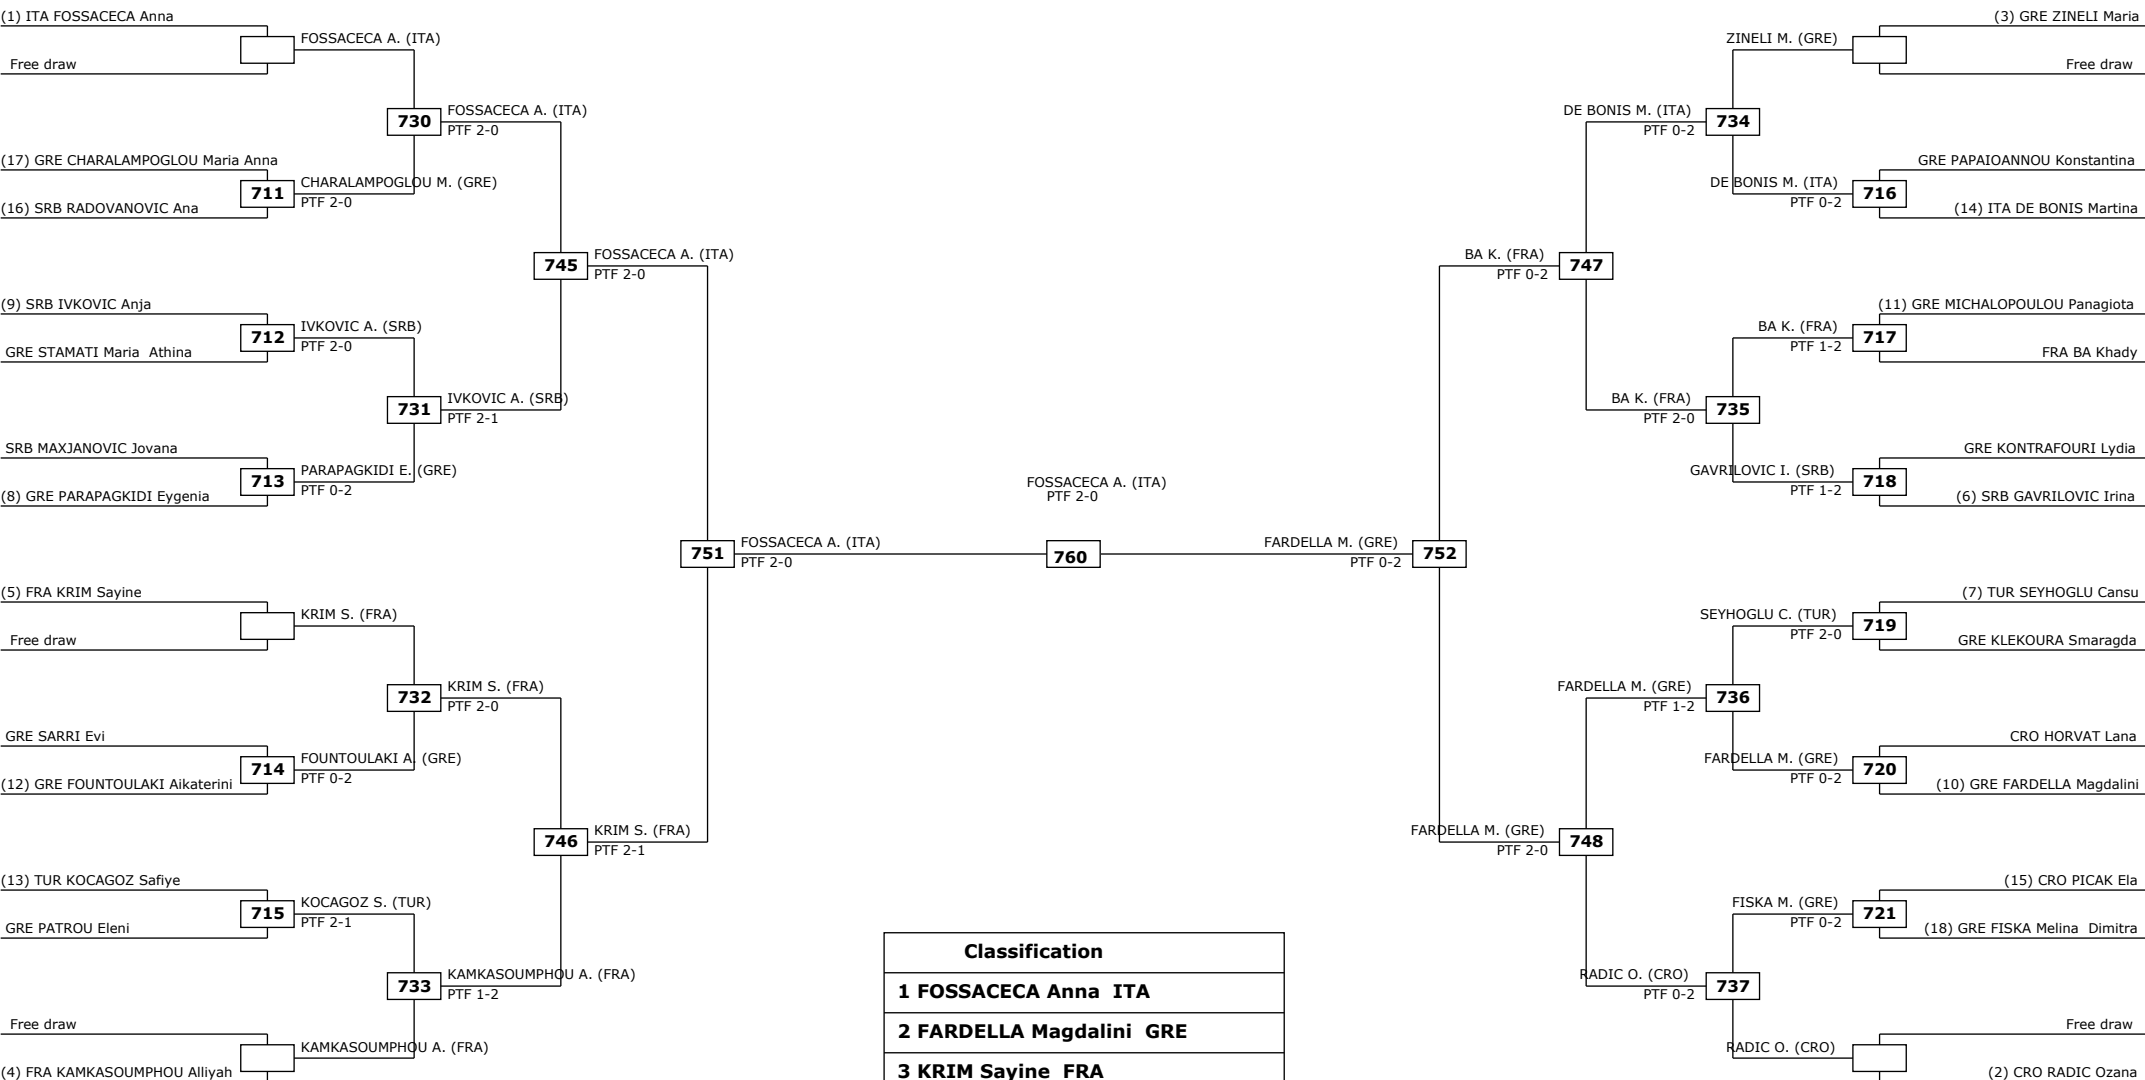 (1) ITA FOSSACECA Anna
FOSSACECA A. (ITA)
Free draw
730
FOSSACECA A. (ITA)
PTF 2-0
(17) GRE CHARALAMPOGLOU Maria Anna
711
CHARALAMPOGLOU M. (GRE)
PTF 2-0
(16) SRB RADOVANOVIC Ana
745
FOSSACECA A. (ITA)
PTF 2-0
(9) SRB IVKOVIC Anja
712
IVKOVIC A. (SRB)
PTF 2-0
GRE STAMATI Maria  Athina
731
IVKOVIC A. (SRB)
PTF 2-1
SRB MAXJANOVIC Jovana
713
PARAPAGKIDI E. (GRE)
PTF 0-2
(8) GRE PARAPAGKIDI Eygenia
751
FOSSACECA A. (ITA)
PTF 2-0
(5) FRA KRIM Sayine
KRIM S. (FRA)
Free draw
732
KRIM S. (FRA)
PTF 2-0
GRE SARRI Evi
714
FOUNTOULAKI A. (GRE)
PTF 0-2
(12) GRE FOUNTOULAKI Aikaterini
746
KRIM S. (FRA)
PTF 2-1
(13) TUR KOCAGOZ Safiye
715
KOCAGOZ S. (TUR)
PTF 2-1
GRE PATROU Eleni
733
KAMKASOUMPHOU A. (FRA)
PTF 1-2
Free draw
KAMKASOUMPHOU A. (FRA)
(4) FRA KAMKASOUMPHOU Alliyah
FOSSACECA A. (ITA)
PTF 2-0
760
Classification
1 FOSSACECA Anna  ITA
2 FARDELLA Magdalini  GRE
3 KRIM Sayine  FRA
(3) GRE ZINELI Maria
ZINELI M. (GRE)
Free draw
DE BONIS M. (ITA)
PTF 0-2
734
GRE PAPAIOANNOU Konstantina
DE BONIS M. (ITA)
PTF 0-2
716
(14) ITA DE BONIS Martina
BA K. (FRA)
PTF 0-2
747
(11) GRE MICHALOPOULOU Panagiota
BA K. (FRA)
PTF 1-2
717
FRA BA Khady
BA K. (FRA)
PTF 2-0
735
GRE KONTRAFOURI Lydia
GAVRILOVIC I. (SRB)
PTF 1-2
718
(6) SRB GAVRILOVIC Irina
FARDELLA M. (GRE)
PTF 0-2
752
(7) TUR SEYHOGLU Cansu
SEYHOGLU C. (TUR)
PTF 2-0
719
GRE KLEKOURA Smaragda
FARDELLA M. (GRE)
PTF 1-2
736
CRO HORVAT Lana
FARDELLA M. (GRE)
PTF 0-2
720
(10) GRE FARDELLA Magdalini
FARDELLA M. (GRE)
PTF 2-0
748
(15) CRO PICAK Ela
FISKA M. (GRE)
PTF 0-2
721
(18) GRE FISKA Melina  Dimitra
RADIC O. (CRO)
PTF 0-2
737
Free draw
RADIC O. (CRO)
(2) CRO RADIC Ozana